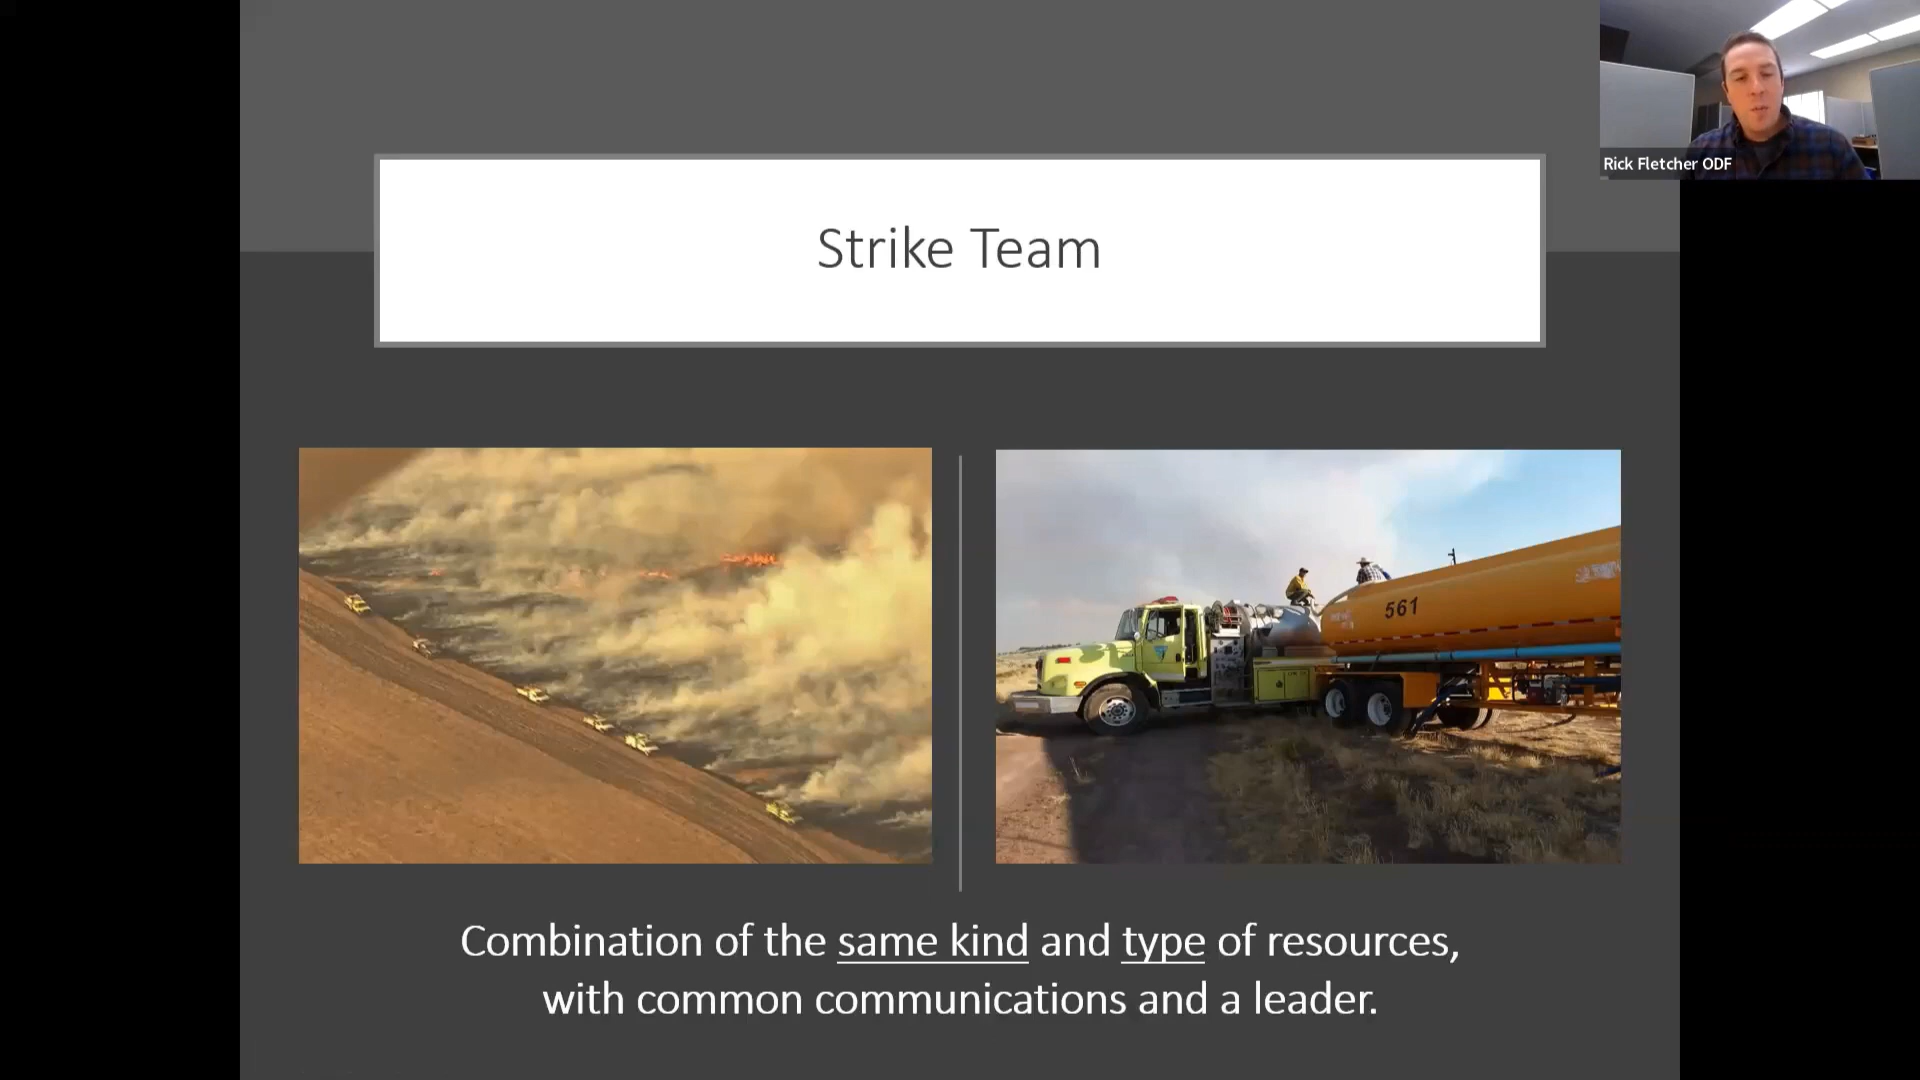 Rick Fletcher ODF
Strike Team
561
Combination of the same kind and type of resources,
with common communications and a leader.